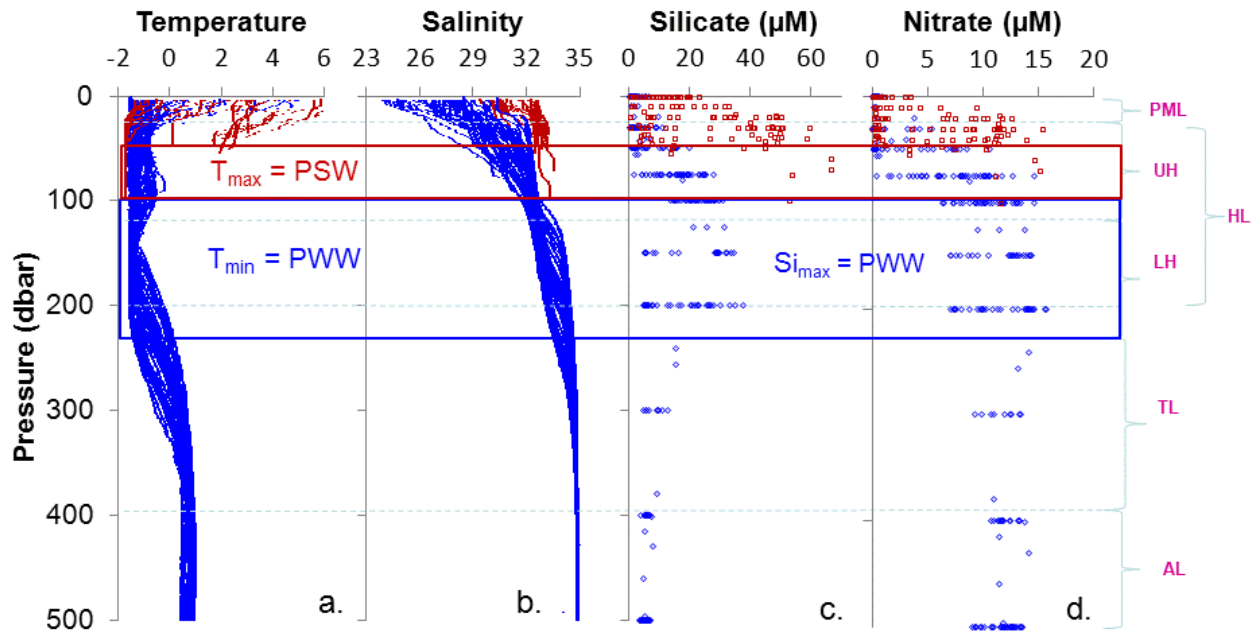 Temperature Salinity Silicate (µM) Nitrate (µM)
-2 0 2 4 6 8 23 26 29 32 35 0 20 40 60 80 0 5 10 15 20
0
100
200
300
400
500
Pressure (dbar)
Tmax = PSW
Tmin = PWW
Simax = PWW
a. b. c. d.
PML
UH
HL
LH
TL
AL